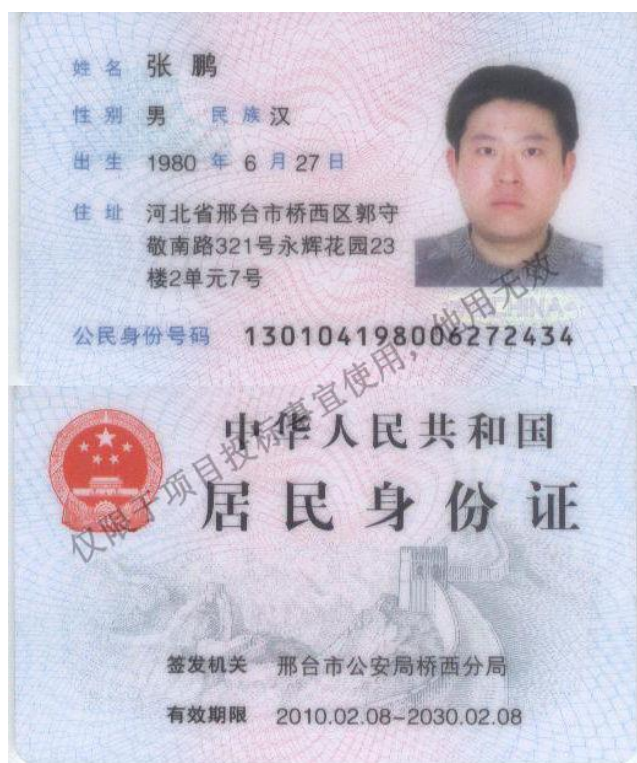 姓名 张鹏
性别 男 民族 汉
出生 1980 年 6 月 27 日
住址 河北省邢台市桥西区郭守
敬南路321号永辉花园23
楼2单元7号
CHINA
公民身份号码 130104198006272434
仅限于项目投标事宜使用，他用无效
中华人民共和国
居民身份证
签发机关 邢台市公安局桥西分局
有效期限 2010.02.08-2030.02.08